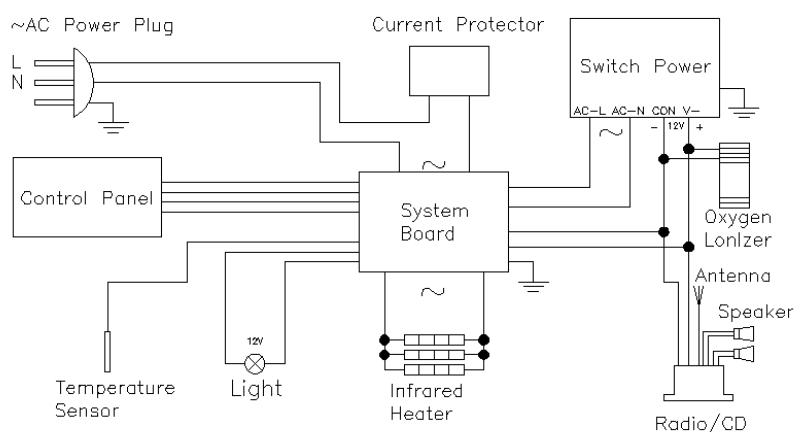 ~AC Power Plug
Current Protector
L
N
Switch Power
AC-L AC-N CON V-
~
- 12V +
Control Panel
~
System
Board
Oxygen
LonIzer
~
Antenna
Speaker
12V
Temperature
Sensor
Light
Infrared
Heater
Radio/CD